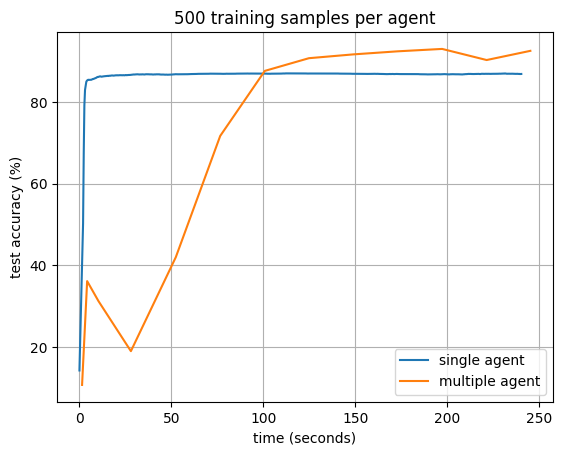 500 training samples per agent
test accuracy (%)
80
60
40
20
single agent
multiple agent
0
50
100
150
200
250
time (seconds)